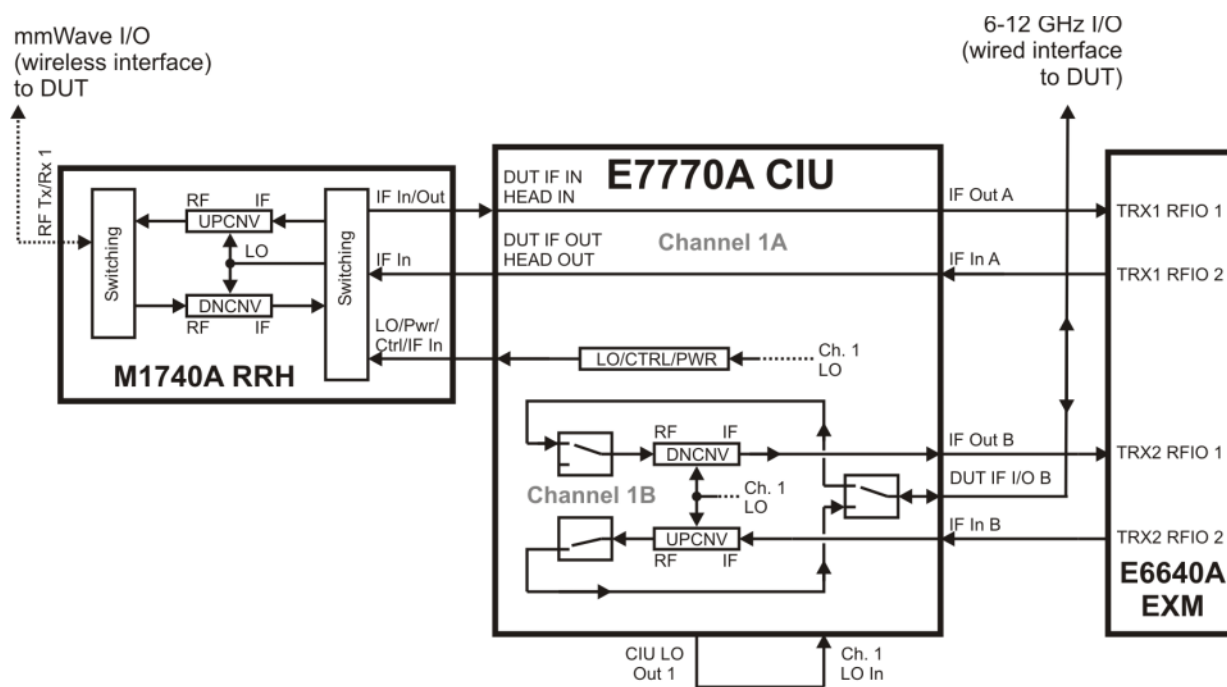 mmWave I/O
(wireless interface)
to DUT
6-12 GHz I/O
(wired interface
to DUT)
RF Tx/Rx 1
Switching
RF IF
UPCNV
LO
DNCNV
RF IF
Switching
M1740A RRH
IF In/Out
IF In
LO/Pwr/
Ctrl/IF In
E7770A CIU
DUT IF IN
HEAD IN
Channel 1A
DUT IF OUT
HEAD OUT
LO/CTRL/PWR
Ch. 1
LO
RF IF
DNCNV
Channel 1B
Ch. 1
LO
UPCNV
RF IF
IF Out A
IF In A
IF Out B
DUT IF I/O B
IF In B
TRX1 RFIO 1
TRX1 RFIO 2
TRX2 RFIO 1
TRX2 RFIO 2
E6640A
EXM
CIU LO
Out 1
Ch. 1
LO In